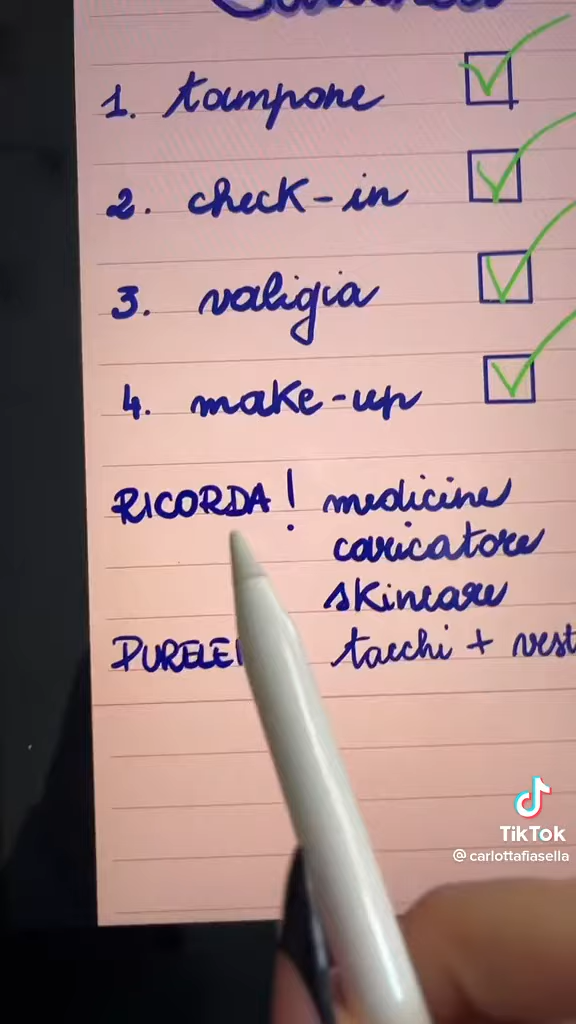 1. tampone
2. check-in
3. valigia
4. make-up
RICORDA! medicine
caricatore
skincare
tacchi + vest
TikTok
@carlottafiasella